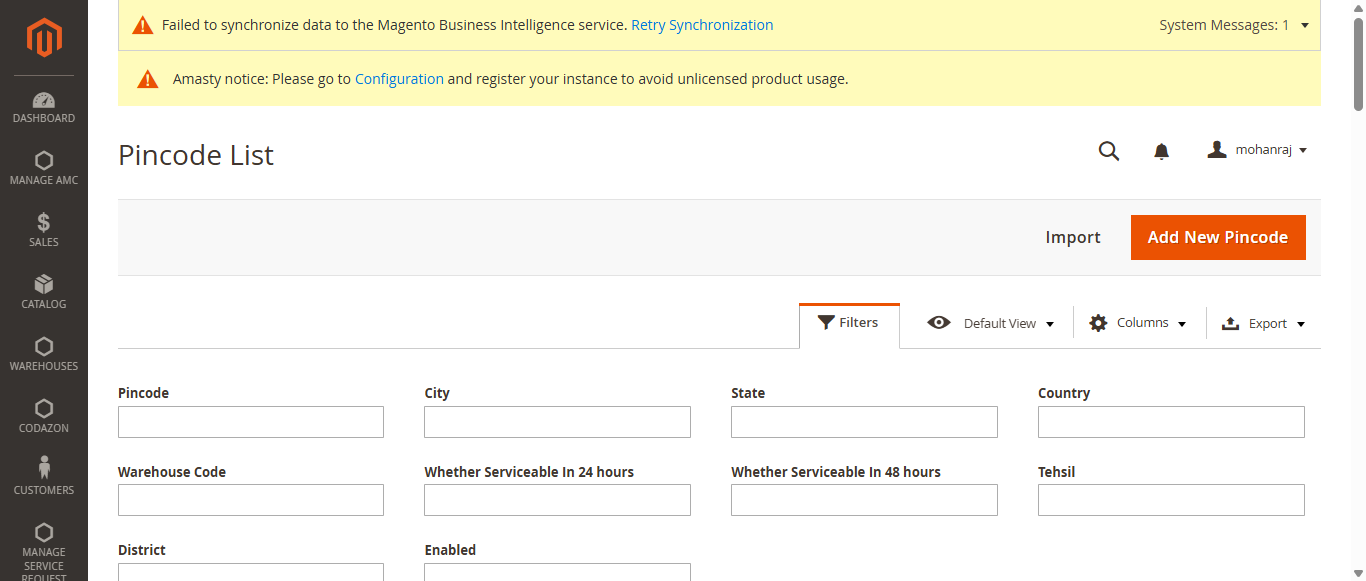 Failed to synchronize data to the Magento Business Intelligence service. Retry Synchronization
System Messages: 1
Amasty notice: Please go to Configuration and register your instance to avoid unlicensed product usage.
Pincode List
mohanraj
Import
Add New Pincode
Filters
Default View
Columns
Export
Pincode
City
State
Country
Warehouse Code
Whether Serviceable In 24 hours
Whether Serviceable In 48 hours
Tehsil
District
Enabled
DASHBOARD
MANAGE AMC
SALES
CATALOG
WAREHOUSES
CODAZON
CUSTOMERS
MANAGE
SERVICE
REQUEST